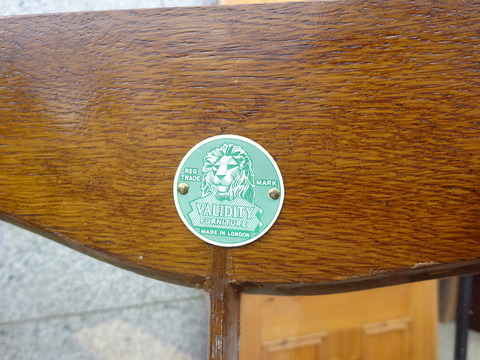 REG
TRADE MARK
VALIDITY
FURNITURE
MADE IN LONDON